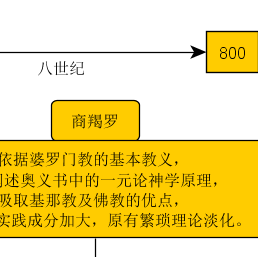 800
八世纪
商羯罗
依据婆罗门教的基本教义，
述奥义书中的一元论神学原理，
吸取基那教及佛教的优点，
实践成分加大，原有繁琐理论淡化。